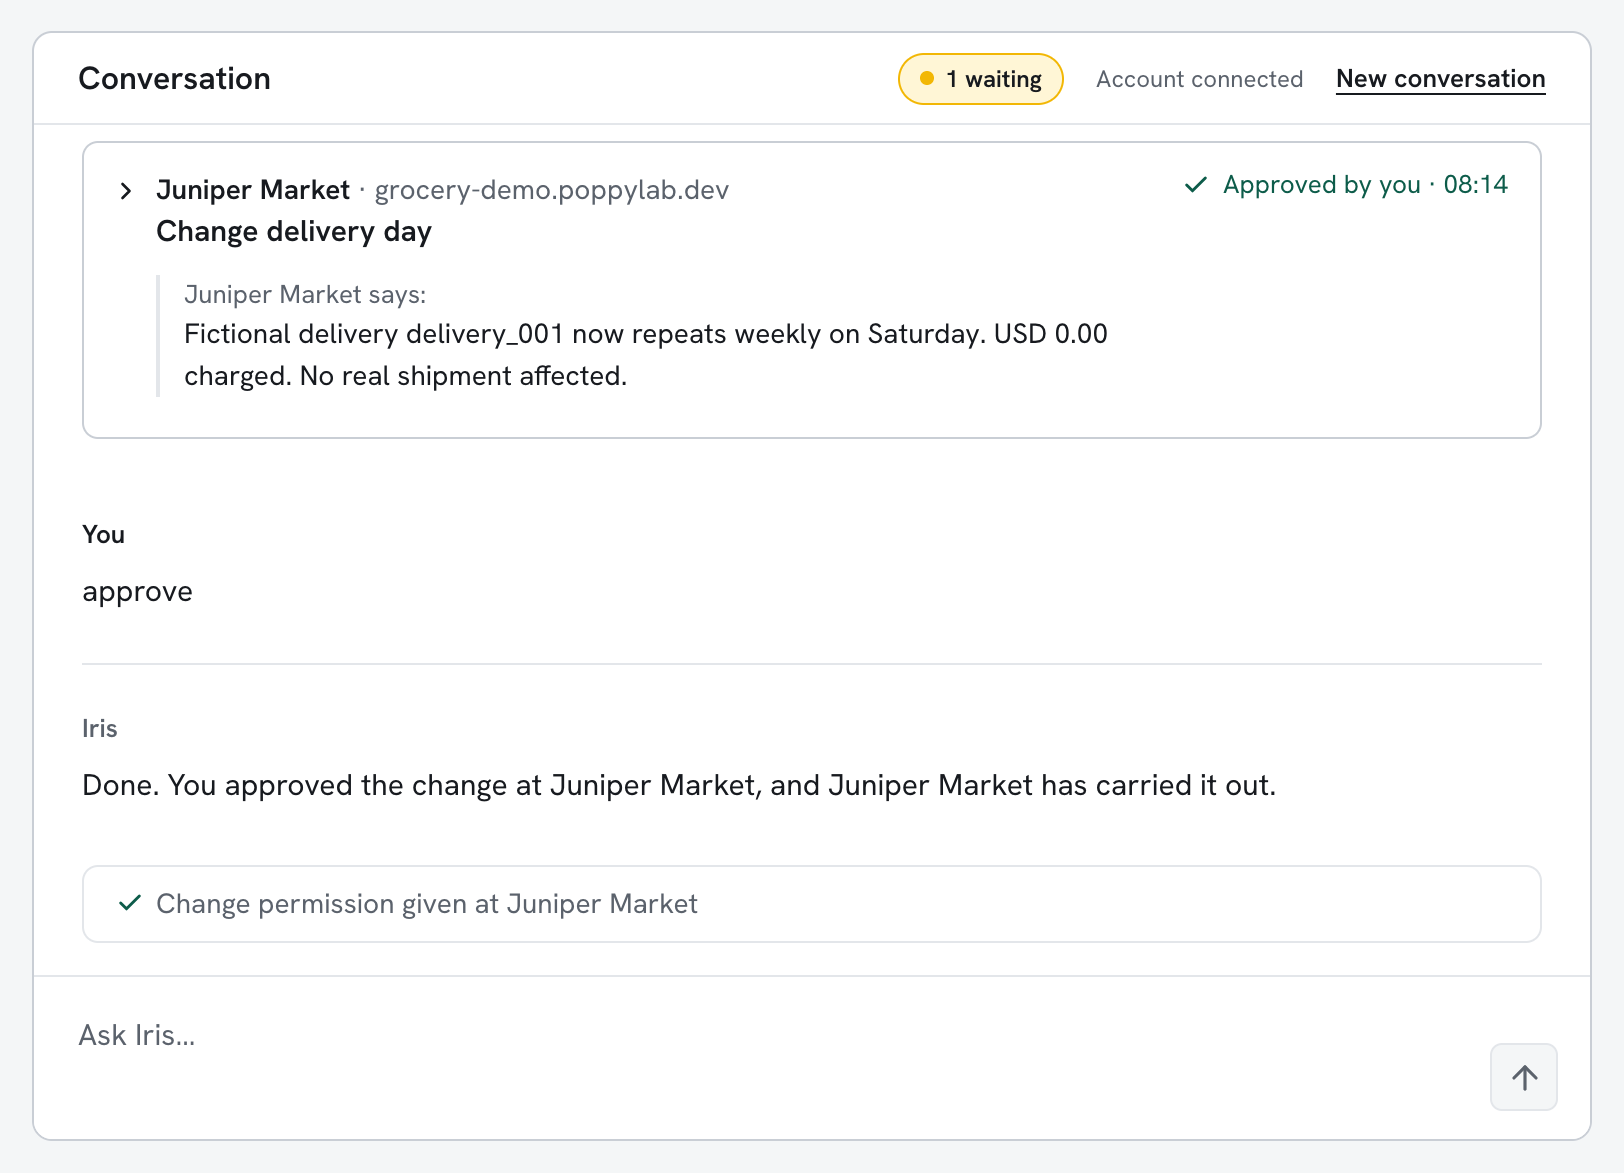 Conversation
1 waiting
Account connected
New conversation
Juniper Market · grocery-demo.poppylab.dev
Approved by you · 08:14
Change delivery day
Juniper Market says:
Fictional delivery delivery_001 now repeats weekly on Saturday. USD 0.00
charged. No real shipment affected.
You
approve
Iris
Done. You approved the change at Juniper Market, and Juniper Market has carried it out.
Change permission given at Juniper Market
Ask Iris...